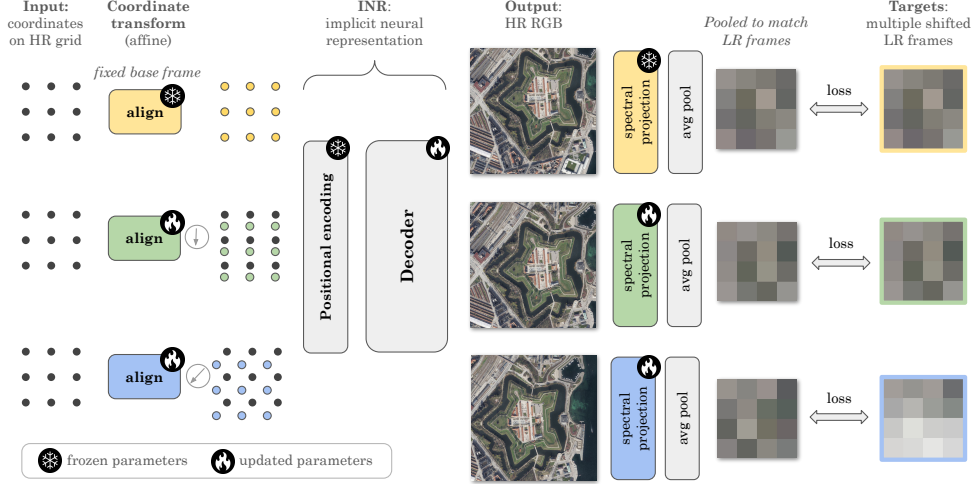 Input:
coordinates
on HR grid
Coordinate
transform
(affine)
INR:
implicit neural
representation
Output:
HR RGB
Pooled to match
LR frames
Targets:
multiple shifted
LR frames
fixed base frame
align
Positional encoding
Decoder
spectral
projection
avg pool
loss
align
spectral
projection
avg pool
loss
align
spectral
projection
avg pool
loss
frozen parameters
updated parameters